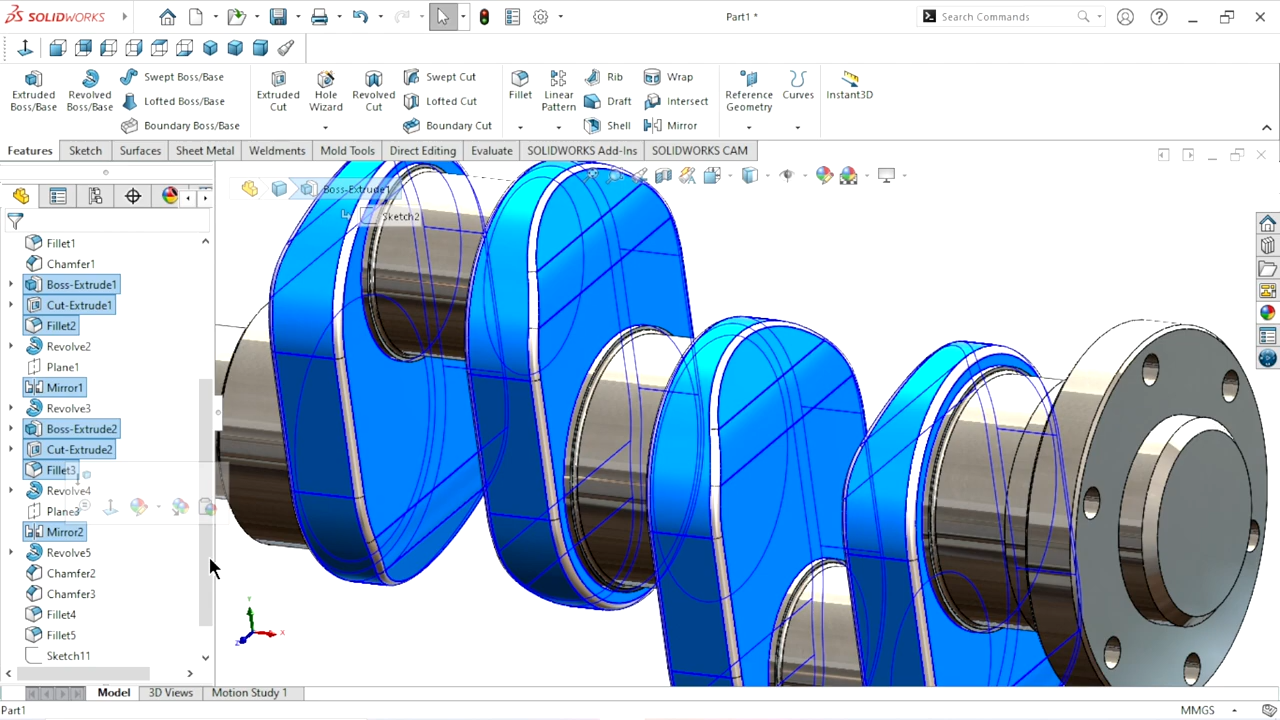 SOLIDWORKS
Part1 *
Search Commands
Extruded Boss/Base
Revolved Boss/Base
Swept Boss/Base
Lofted Boss/Base
Boundary Boss/Base
Extruded Cut
Hole Wizard
Revolved Cut
Swept Cut
Lofted Cut
Boundary Cut
Fillet
Linear Pattern
Rib
Draft
Shell
Wrap
Intersect
Mirror
Reference Geometry
Curves
Instant3D
Features
Sketch
Surfaces
Sheet Metal
Weldments
Mold Tools
Direct Editing
Evaluate
SOLIDWORKS Add-Ins
SOLIDWORKS CAM
Boss-Extrude1
Sketch2
Fillet1
Chamfer1
Boss-Extrude1
Cut-Extrude1
Fillet2
Revolve2
Plane1
Mirror1
Revolve3
Boss-Extrude2
Cut-Extrude2
Fillet3
Revolve4
Plane3
Mirror2
Revolve5
Chamfer2
Chamfer3
Fillet4
Fillet5
Sketch11
Y
X
Z
Model
3D Views
Motion Study 1
Part1
MMGS